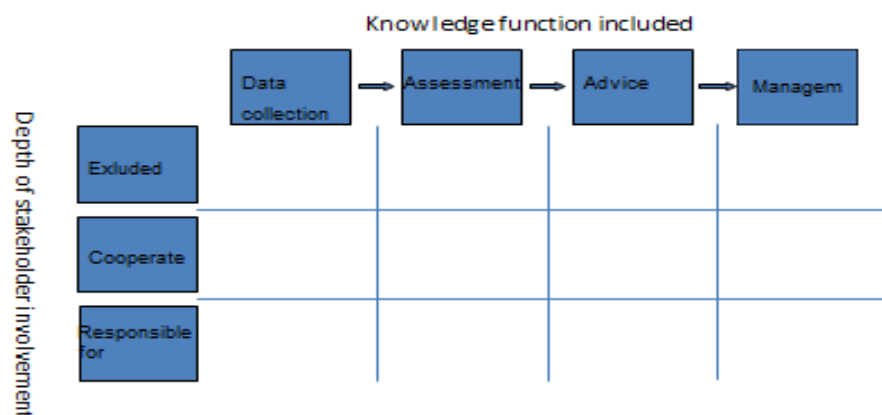 Knowledge function included
Data
collection
Assessment
Advice
Managem
Depth of stakeholder involvement
Exluded
Cooperate
Responsible
for